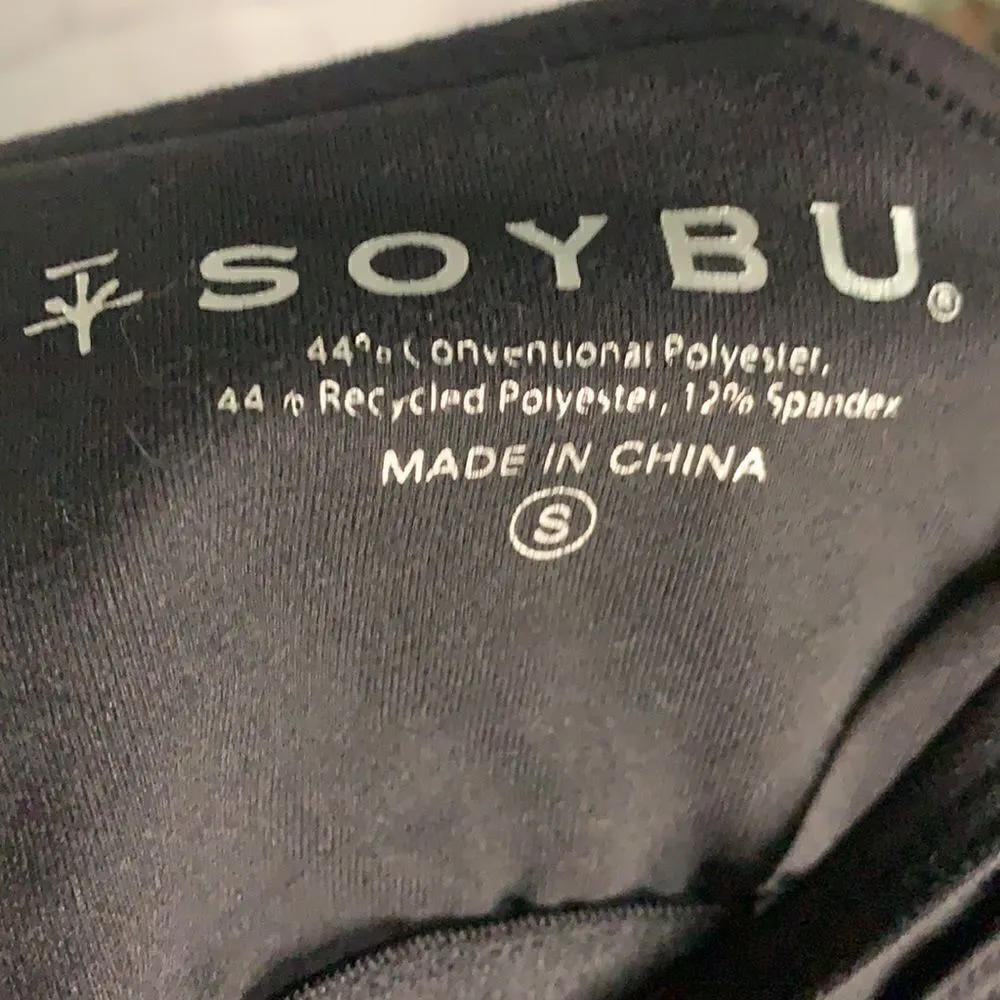 SOYBU®
44% Conventional Polyester,
44% Recycled Polyester, 12% Spandex
MADE IN CHINA
S